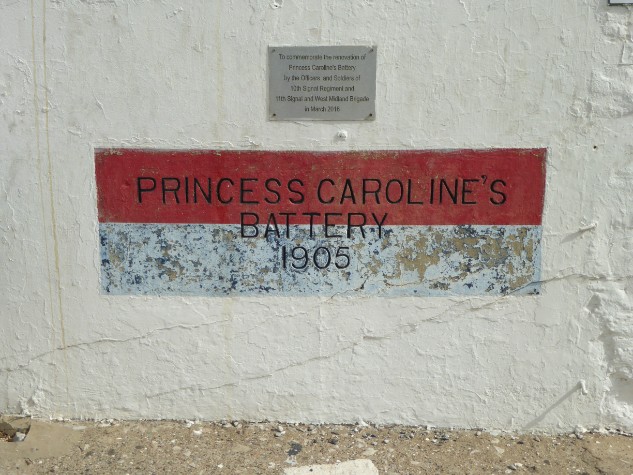 To commemorate the renovation of
Princess Caroline's Battery
by the Officers and Soldiers of
10th Signal Regiment and
11th Signal and West Midland Brigade
in March 2016
PRINCESS CAROLINE'S
BATTERY
1905